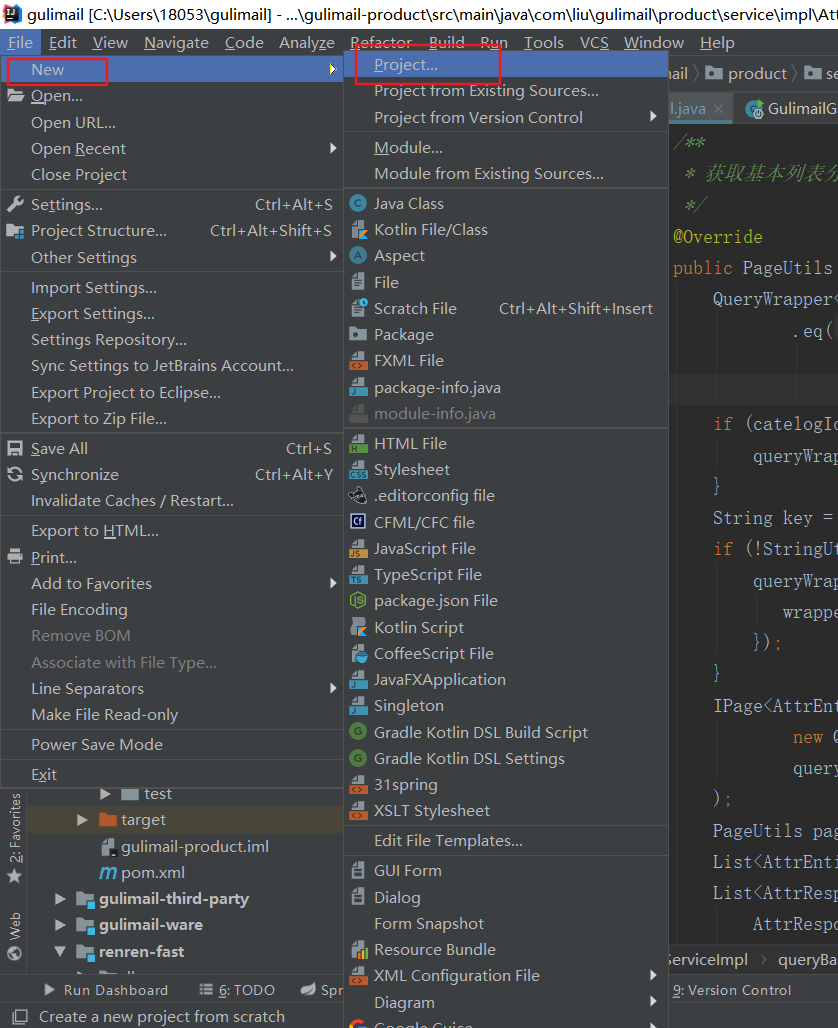 gulimail [C:\Users\18053\gulimail] - ...\gulimail-product\src\main\java\com\liu\gulimail\product\service\impl\Att
File Edit View Navigate Code Analyze Refactor Build Run Tools VCS Window Help
New
Project...
ail product se
Open...
Project from Existing Sources...
Open URL...
Project from Version Control
l.java GulimailG
Open Recent
Module...
/**
Close Project
Module from Existing Sources...
* 获取基本列表分
Settings... Ctrl+Alt+S
Java Class
*/
Project Structure... Ctrl+Alt+Shift+S
Kotlin File/Class
@Override
Other Settings
Aspect
public PageUtils
Import Settings...
File
QueryWrapper<
Export Settings...
Scratch File Ctrl+Alt+Shift+Insert
.eq(
Settings Repository...
Package
Sync Settings to JetBrains Account...
FXML File
Export Project to Eclipse...
package-info.java
Export to Zip File...
module-info.java
if (catelogId
Save All Ctrl+S
HTML File
queryWrap
Synchronize Ctrl+Alt+Y
Stylesheet
}
Invalidate Caches / Restart...
.editorconfig file
String key =
Export to HTML...
CFML/CFC file
if (!StringUt
Print...
JavaScript File
queryWrap
Add to Favorites
TypeScript File
wrappe
File Encoding
package.json File
});
Remove BOM
Kotlin Script
}
Associate with File Type...
CoffeeScript File
IPage<AttrEnt
Line Separators
JavaFXApplication
new Q
Make File Read-only
Singleton
query
Power Save Mode
Gradle Kotlin DSL Build Script
);
Exit
Gradle Kotlin DSL Settings
PageUtils pag
test
31spring
List<AttrEnti
target
XSLT Stylesheet
List<AttrResp
gulimail-product.iml
Edit File Templates...
AttrRespo
pom.xml
GUI Form
gulimail-third-party
Dialog
gulimail-ware
Form Snapshot
renren-fast
Resource Bundle
ServiceImpl queryBa
2: Favorites
Web
XML Configuration File
Run Dashboard 6: TODO Spr
Diagram
9: Version Control
Create a new project from scratch
Google Guice